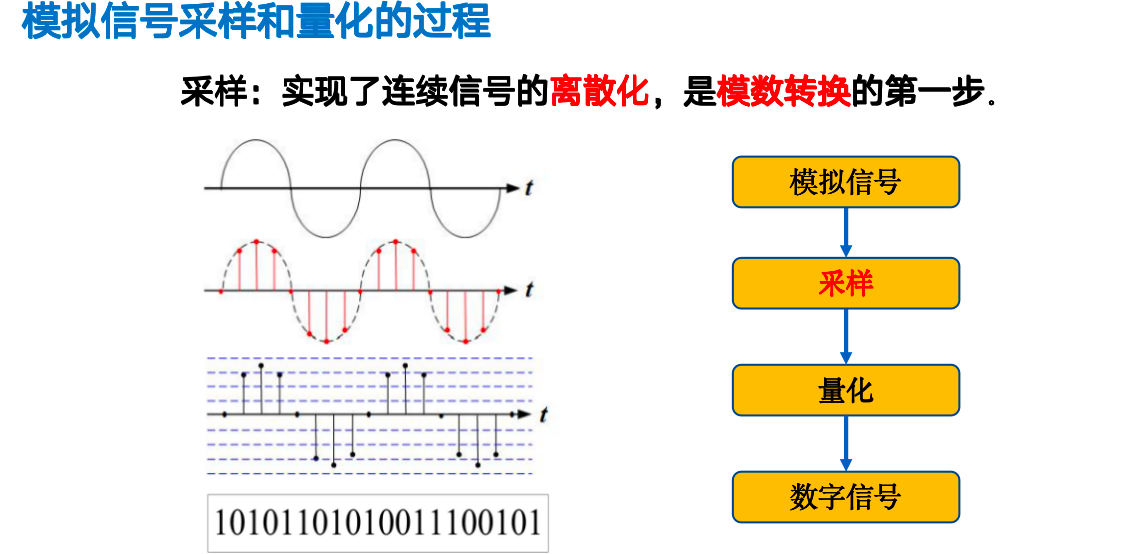 模拟信号采样和量化的过程
采样：实现了连续信号的离散化，是模数转换的第一步.
t
模拟信号
t
采样
量化
t
数字信号
10101101010011100101